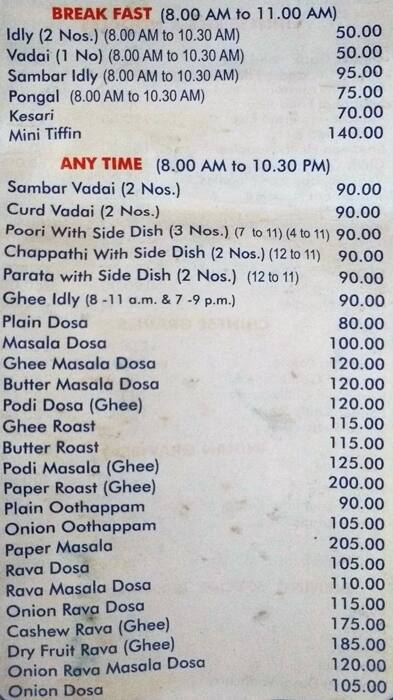 BREAK FAST (8.00 AM to 11.00 AM)
Idly (2 Nos.) (8.00 AM to 10.30 AM) 50.00
Vadai (1 No) (8.00 AM to 10.30 AM) 50.00
Sambar Idly (8.00 AM to 10.30 AM) 95.00
Pongal (8.00 AM to 10.30 AM) 75.00
Kesari 70.00
Mini Tiffin 140.00
ANY TIME (8.00 AM to 10.30 PM)
Sambar Vadai (2 Nos.) 90.00
Curd Vadai (2 Nos.) 90.00
Poori With Side Dish (3 Nos.) (7 to 11) (4 to 11) 90.00
Chappathi With Side Dish (2 Nos.) (12 to 11) 90.00
Parata with Side Dish (2 Nos.) (12 to 11) 90.00
Ghee Idly (8 -11 a.m. & 7 -9 p.m.) 90.00
Plain Dosa 80.00
Masala Dosa 100.00
Ghee Masala Dosa 120.00
Butter Masala Dosa 120.00
Podi Dosa (Ghee) 120.00
Ghee Roast 115.00
Butter Roast 115.00
Podi Masala (Ghee) 125.00
Paper Roast (Ghee) 200.00
Plain Oothappam 90.00
Onion Oothappam 105.00
Paper Masala 205.00
Rava Dosa 105.00
Rava Masala Dosa 110.00
Onion Rava Dosa 115.00
Cashew Rava (Ghee) 175.00
Dry Fruit Rava (Ghee) 185.00
Onion Rava Masala Dosa 120.00
Onion Dosa 105.00